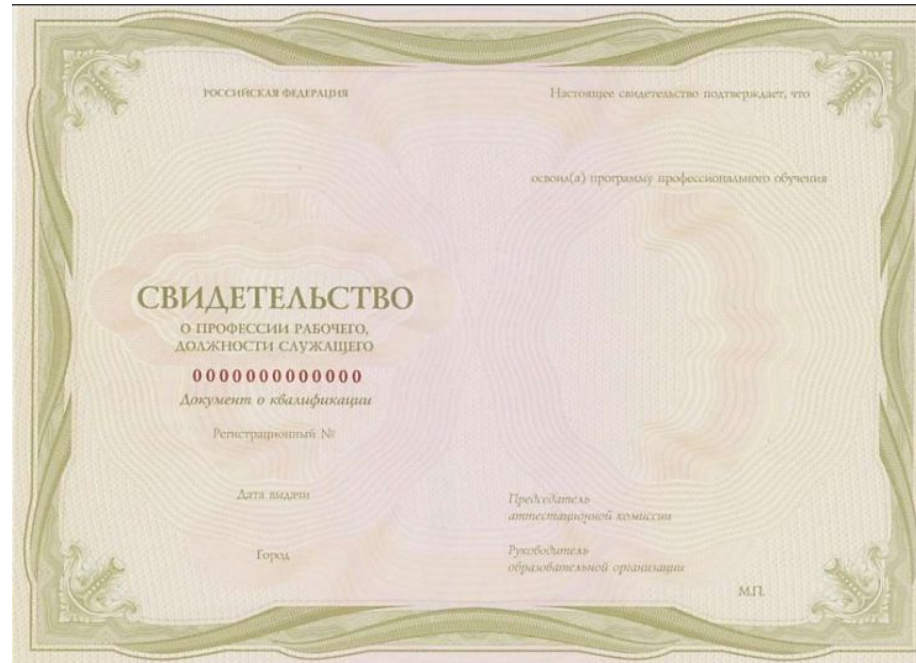 РОССИЙСКАЯ ФЕДЕРАЦИЯ
СВИДЕТЕЛЬСТВО
О ПРОФЕССИИ РАБОЧЕГО,
ДОЛЖНОСТИ СЛУЖАЩЕГО
0000000000000
Документ о квалификации
Регистрационный №
Дата выдачи
Город
Настоящее свидетельство подтверждает, что
освоил(а) программу профессионального обучения
Председатель
аттестационной комиссии
Руководитель
образовательной организации
М.П.